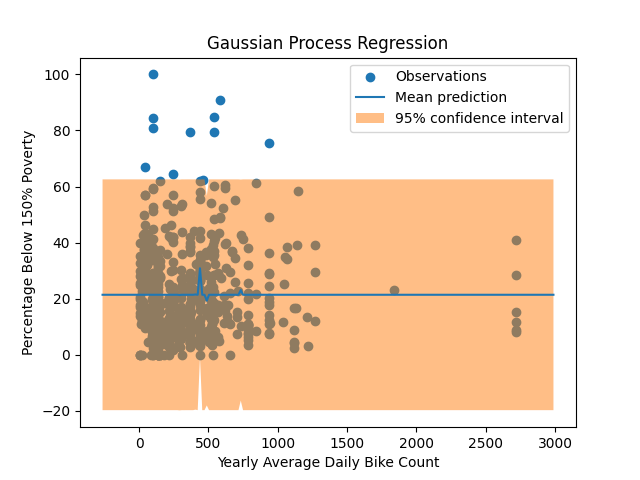 Gaussian Process Regression
Observations
Mean prediction
95% confidence interval
Percentage Below 150% Poverty
100
80
60
40
20
0
−20
0
500
1000
1500
2000
2500
3000
Yearly Average Daily Bike Count